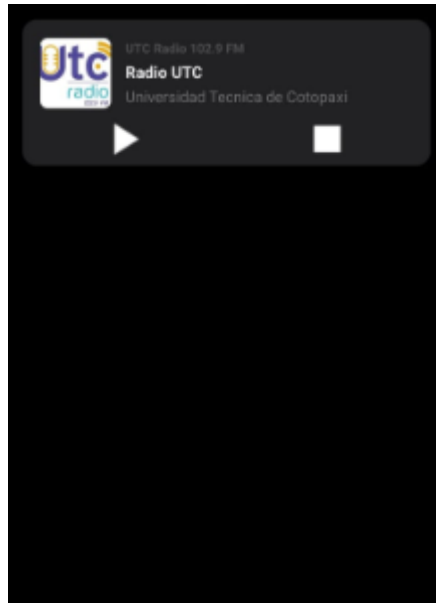 Utc
radio
UTC Radio 102.9 FM
Radio UTC
Universidad Tecnica de Cotopaxi